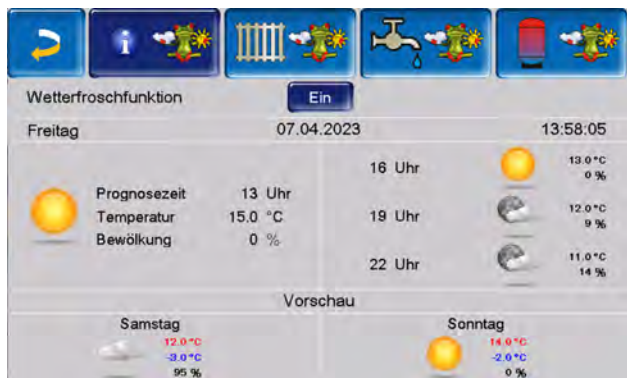 i
Wetterfroschfunktion Ein
Freitag 07.04.2023 13:58:05
Prognosezeit 13 Uhr
Temperatur 15.0 °C
Bewölkung 0 %
16 Uhr 13.0°C
0 %
19 Uhr 12.0°C
9 %
22 Uhr 11.0°C
14 %
Vorschau
Samstag
12.0°C
-3.0°C
95 %
Sonntag
14.0°C
-2.0°C
0 %